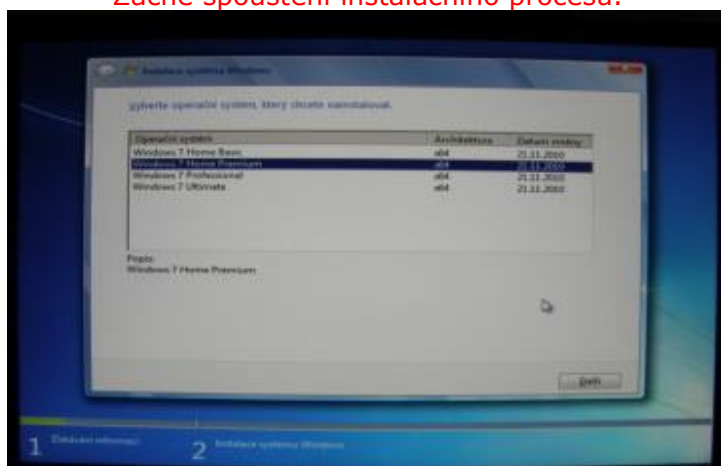 Začne spouštění instalačního procesu.
Instalace systému Windows
Vyberte operační systém, který chcete nainstalovat.
Operační systém Architektura Datum změny
Windows 7 Home Basic x64 21.11.2010
Windows 7 Home Premium x64 21.11.2010
Windows 7 Professional x64 21.11.2010
Windows 7 Ultimate x64 21.11.2010
Popis:
Windows 7 Home Premium
Další
1 Získávání informací 2 Instalace systému Windows